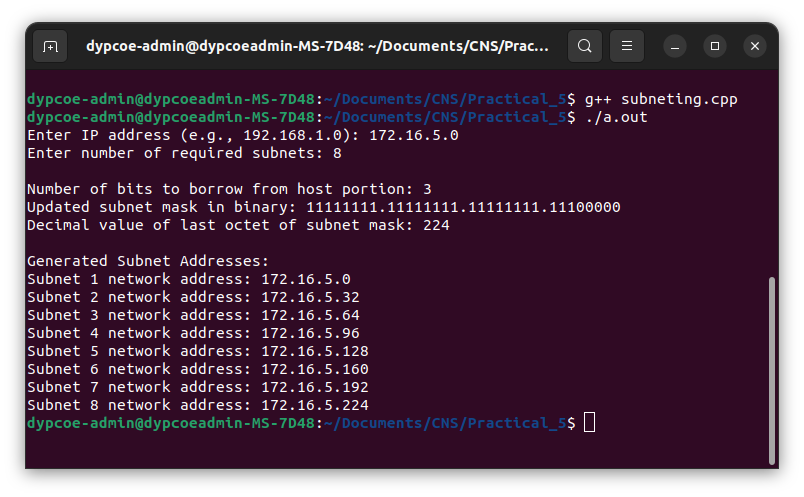 dypcoe-admin@dypcoeadmin-MS-7D48: ~/Documents/CNS/Prac...
dypcoe-admin@dypcoeadmin-MS-7D48:~/Documents/CNS/Practical_5$ g++ subneting.cpp
dypcoe-admin@dypcoeadmin-MS-7D48:~/Documents/CNS/Practical_5$ ./a.out
Enter IP address (e.g., 192.168.1.0): 172.16.5.0
Enter number of required subnets: 8
Number of bits to borrow from host portion: 3
Updated subnet mask in binary: 11111111.11111111.11111111.11100000
Decimal value of last octet of subnet mask: 224
Generated Subnet Addresses:
Subnet 1 network address: 172.16.5.0
Subnet 2 network address: 172.16.5.32
Subnet 3 network address: 172.16.5.64
Subnet 4 network address: 172.16.5.96
Subnet 5 network address: 172.16.5.128
Subnet 6 network address: 172.16.5.160
Subnet 7 network address: 172.16.5.192
Subnet 8 network address: 172.16.5.224
dypcoe-admin@dypcoeadmin-MS-7D48:~/Documents/CNS/Practical_5$